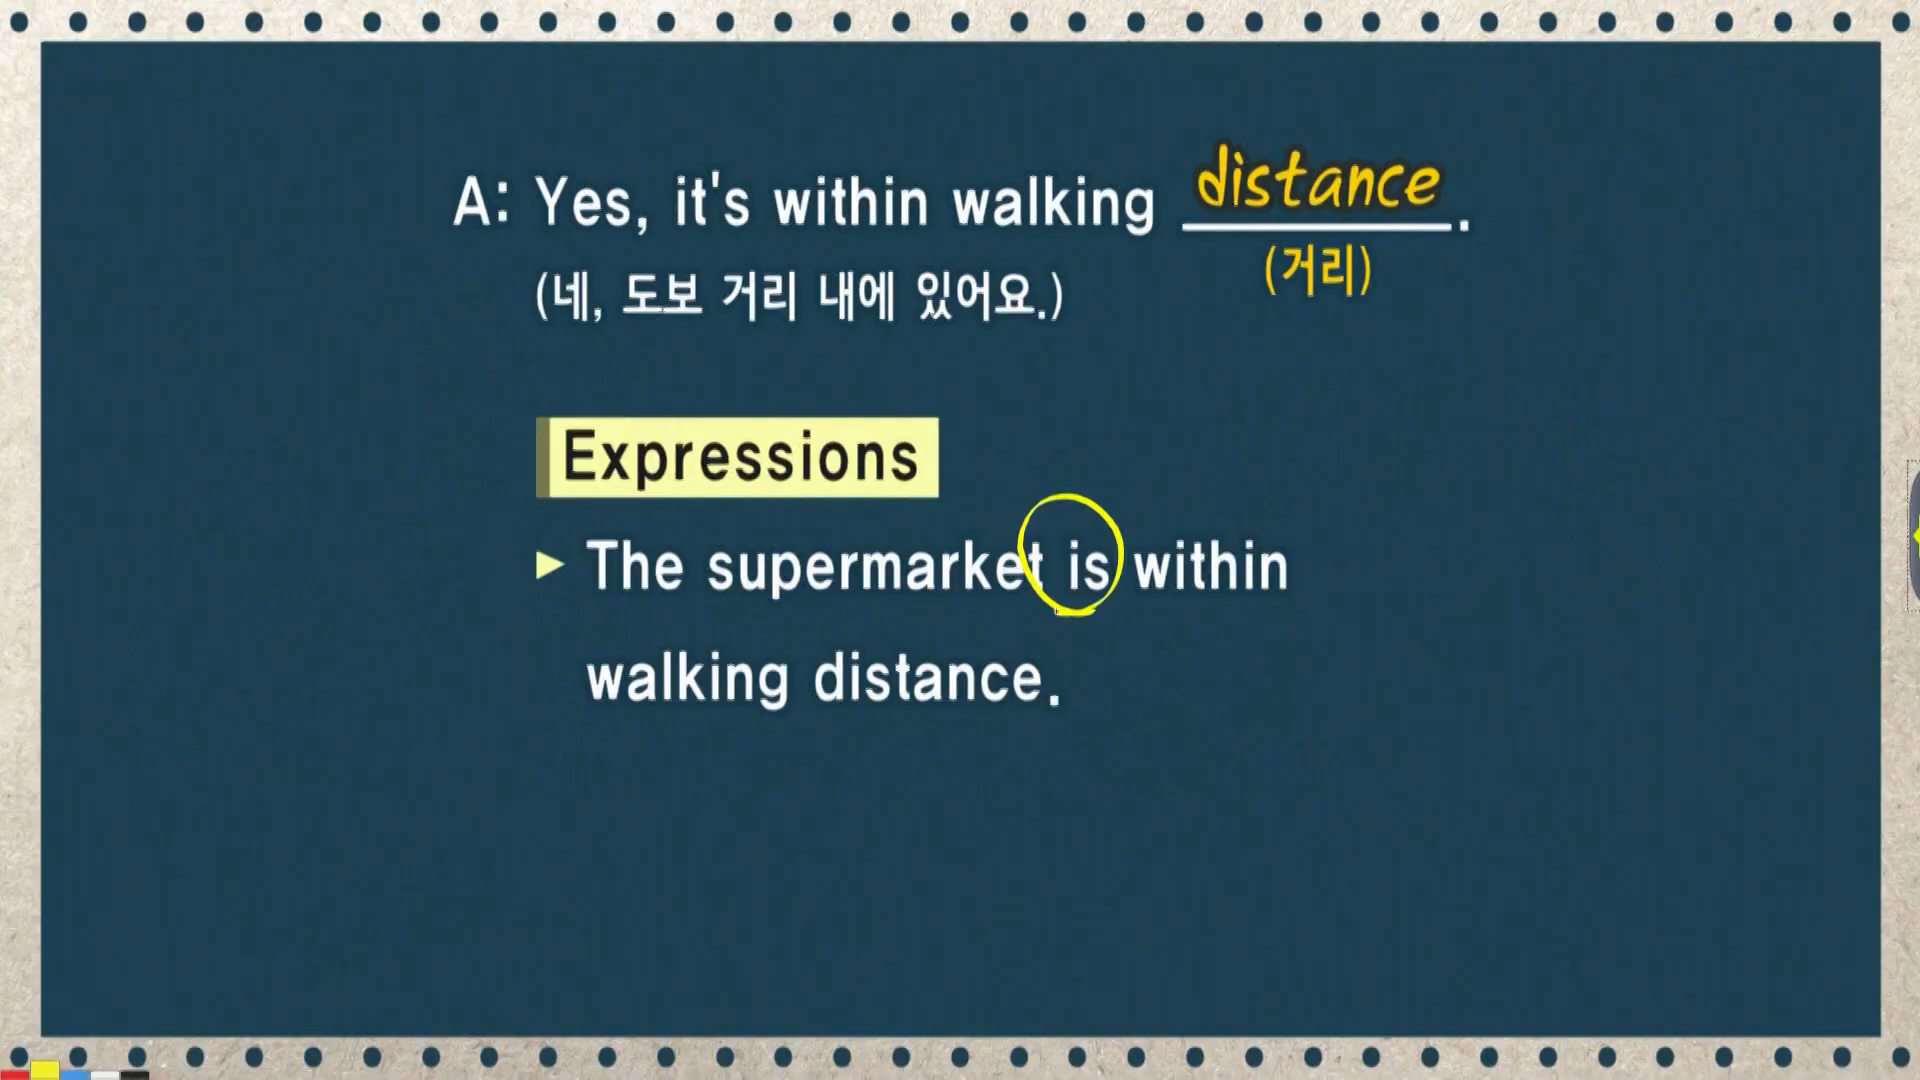 A: Yes, it's within walking distance.
(네, 도보 거리 내에 있어요.)
(거리)
Expressions
▶ The supermarket is within
walking distance.